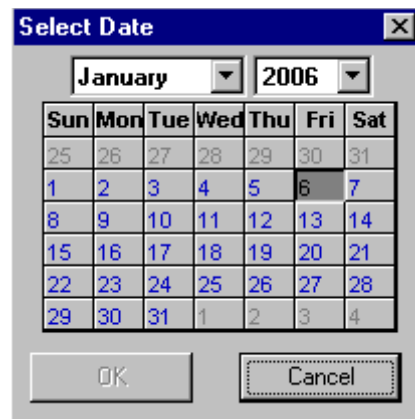 Select Date
January 2006
Sun Mon Tue Wed Thu Fri Sat
25 26 27 28 29 30 31
1 2 3 4 5 6 7
8 9 10 11 12 13 14
15 16 17 18 19 20 21
22 23 24 25 26 27 28
29 30 31 1 2 3 4
OK Cancel